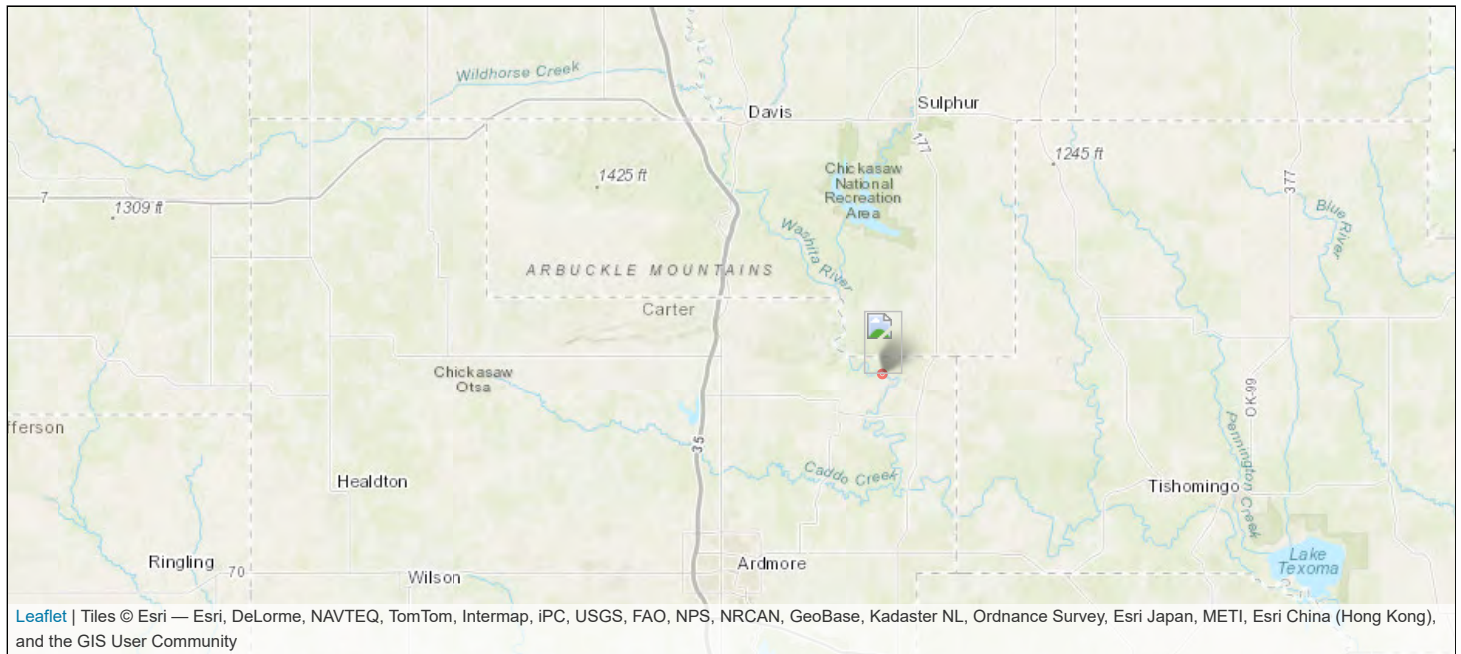 Wildhorse Creek
Davis
Sulphur
177
1245 ft
1425 ft
Chickasaw
National
Recreation
Area
377
7
1309 ft
Blue
River
Washita River
ARBUCKLE MOUNTAINS
Carter
Chickasaw
Otsa
fferson
35
OK-99
Pennington Creek
Caddo Creek
Healdton
Tishomingo
Ringling
70
Wilson
Ardmore
Lake
Texoma
Leaflet | Tiles © Esri — Esri, DeLorme, NAVTEQ, TomTom, Intermap, iPC, USGS, FAO, NPS, NRCAN, GeoBase, Kadaster NL, Ordnance Survey, Esri Japan, METI, Esri China (Hong Kong),
and the GIS User Community